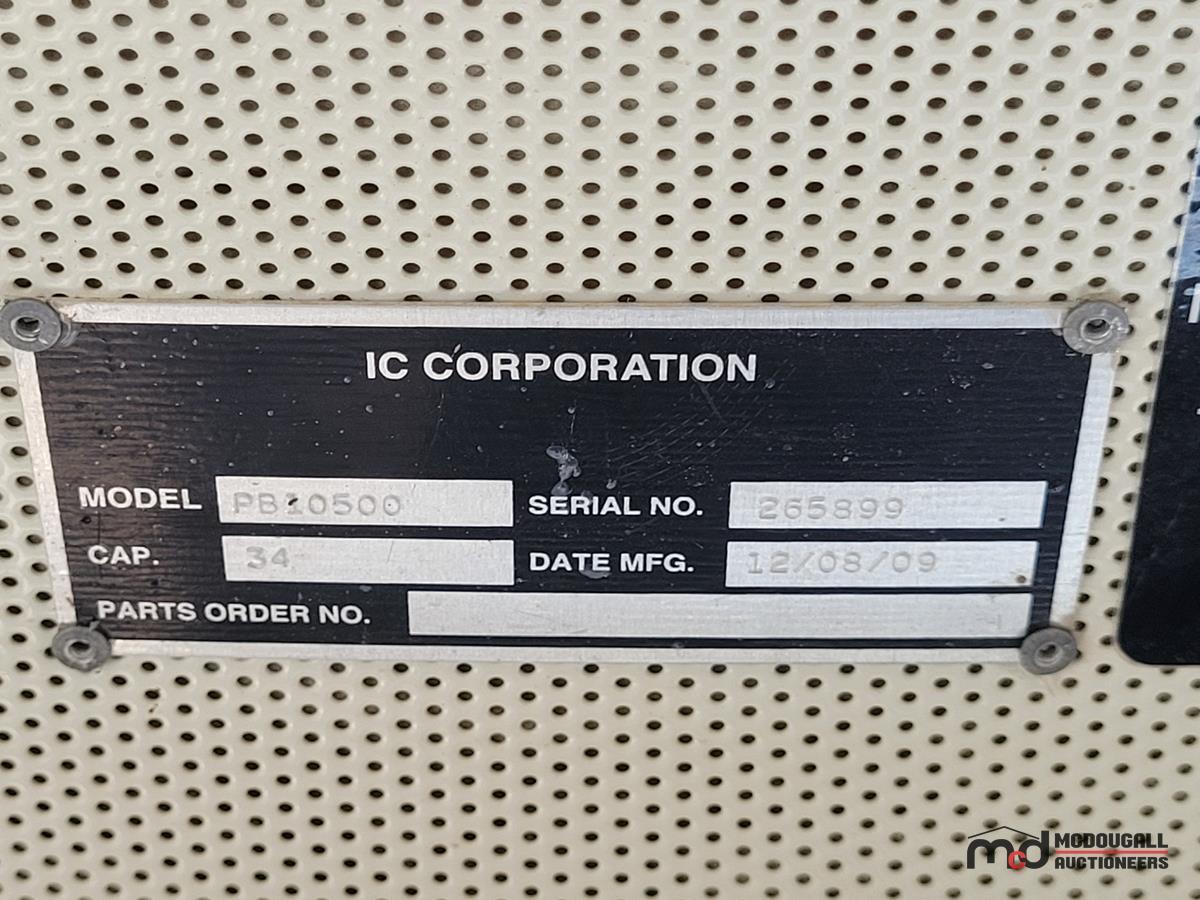 IC CORPORATION
MODEL PB10500 SERIAL NO. 265899
CAP. 34 DATE MFG. 12/08/09
PARTS ORDER NO.
mcd MCDOUGALL
AUCTIONEERS